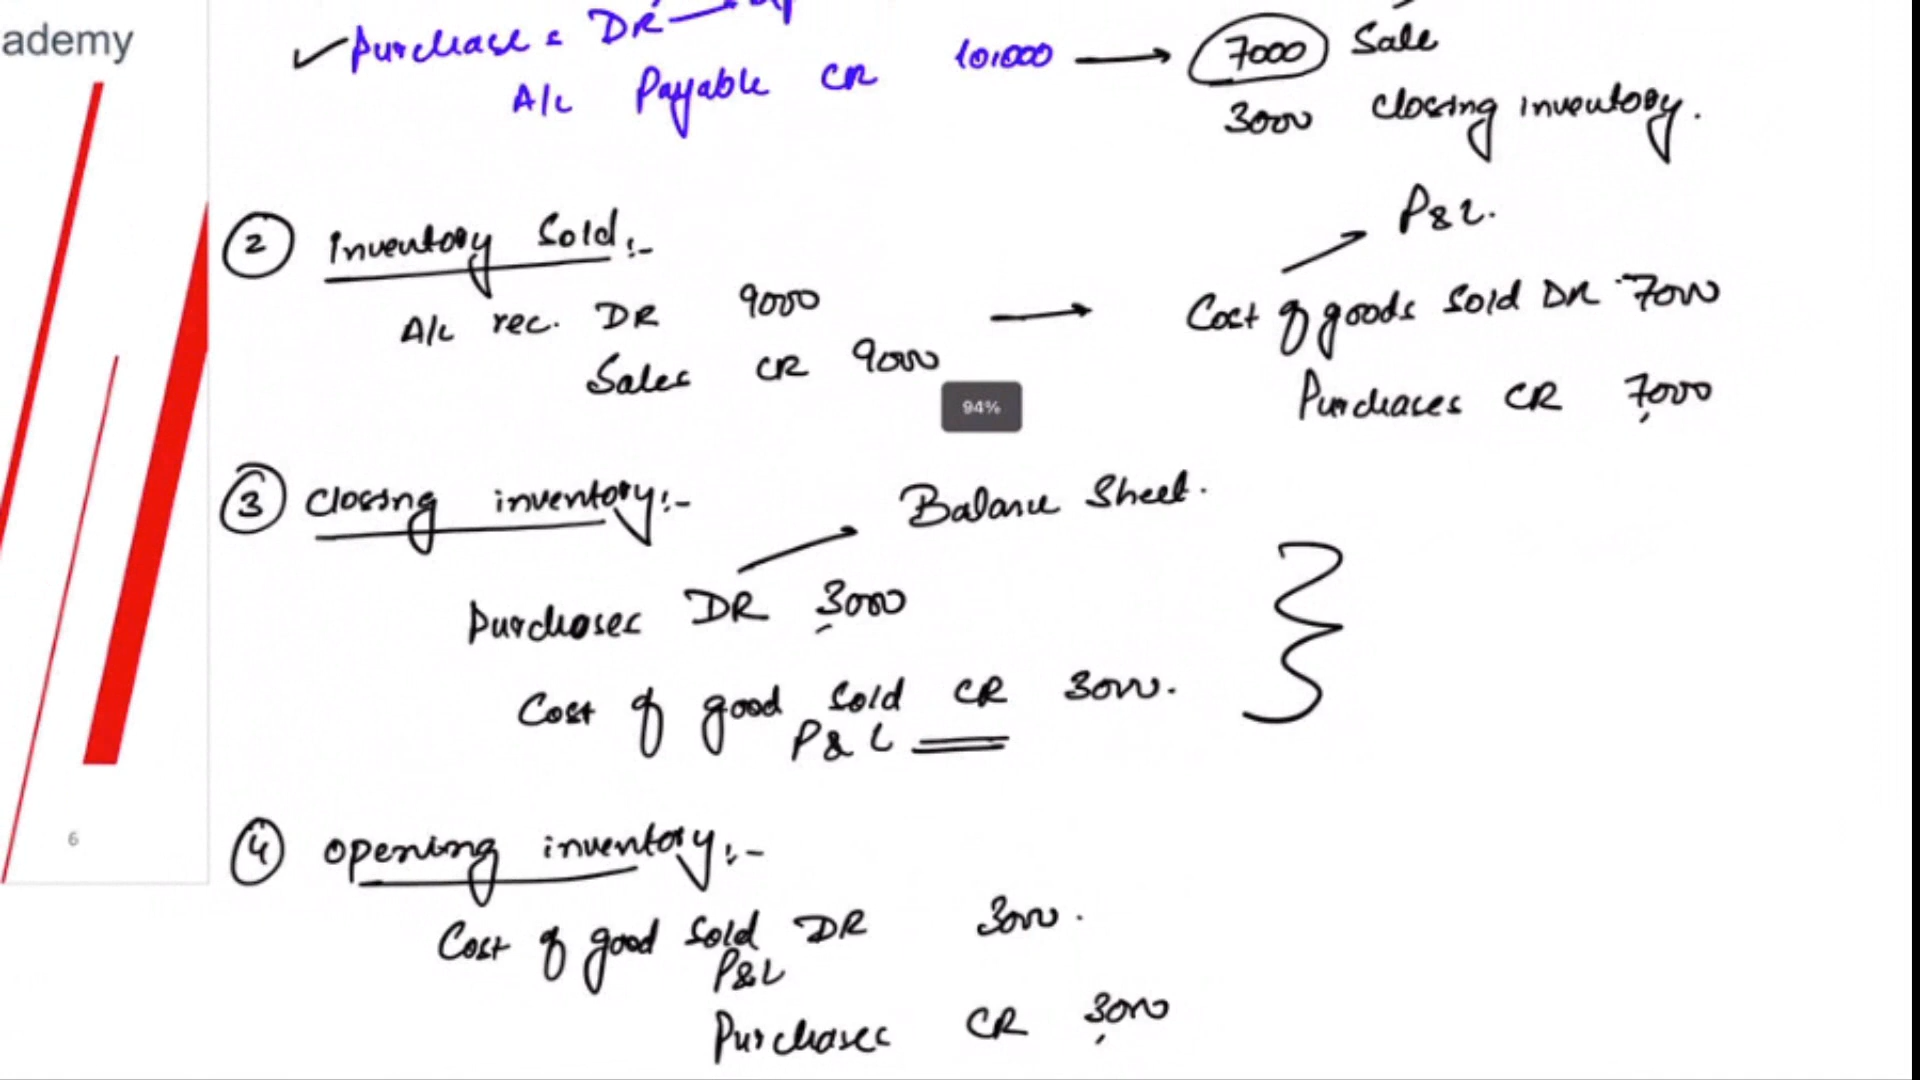 ademy
Purchase = DR
A/c Payable CR 10,000 7000 Sale
3000 closing inventory.
2 Inventory Sold:-
P&L.
A/c rec. DR 9000 Cost of goods Sold DR 7000
Sales CR 9000 Purchases CR 7000
94%
3 closing inventory:-
Balance Sheet.
Purchases DR 3000
Cost of good Sold CR 3000.
P&L
6
4 opening inventory:-
Cost of good Sold DR 3000.
P&L
Purchases CR 3000